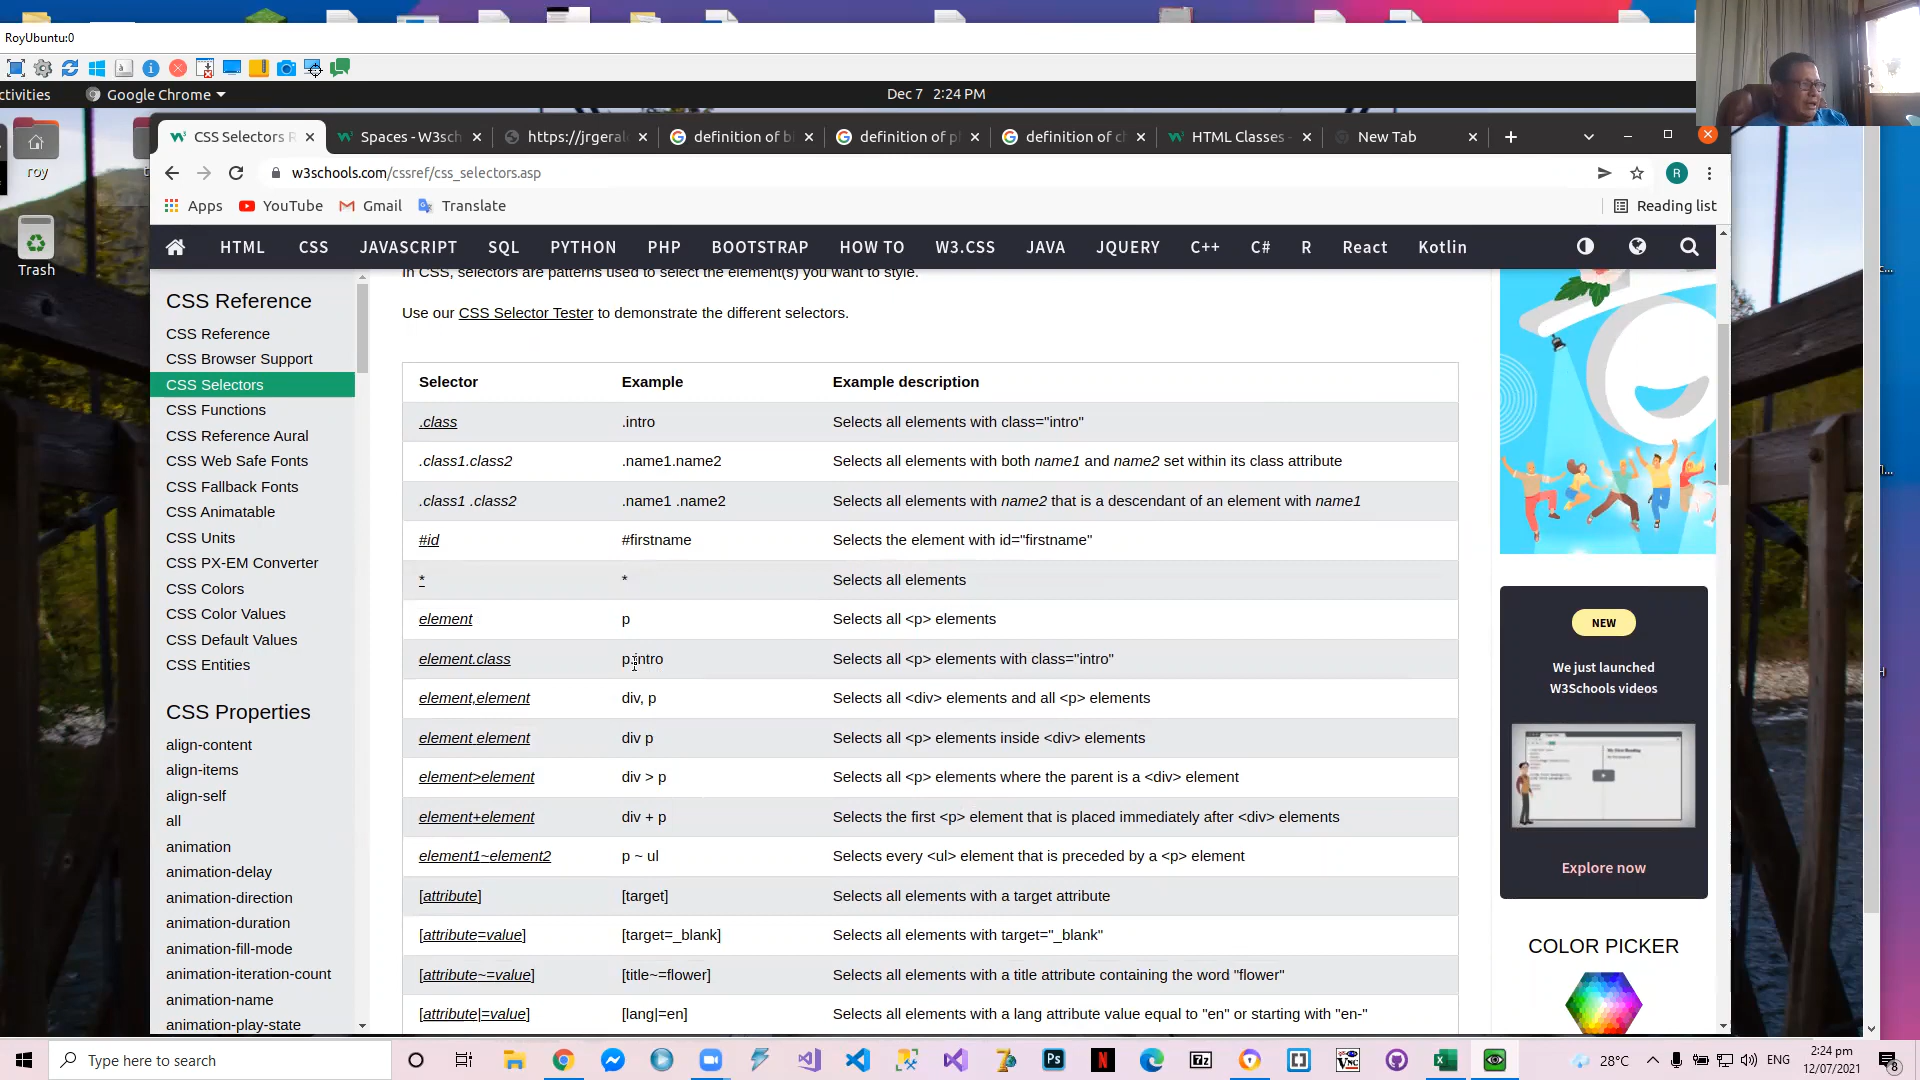 RoyUbuntu:0
ctivities
Google Chrome
Dec 7 2:24 PM
CSS Selectors R
Spaces - W3sch
https://jrgeral
definition of b
definition of p
definition of c
HTML Classes -
New Tab
w3schools.com/cssref/css_selectors.asp
R
Apps
YouTube
Gmail
Translate
Reading list
roy
Trash
HTML
CSS
JAVASCRIPT
SQL
PYTHON
PHP
BOOTSTRAP
HOW TO
W3.CSS
JAVA
JQUERY
C++
C#
R
React
Kotlin
CSS Reference
CSS Reference
CSS Browser Support
CSS Selectors
CSS Functions
CSS Reference Aural
CSS Web Safe Fonts
CSS Fallback Fonts
CSS Animatable
CSS Units
CSS PX-EM Converter
CSS Colors
CSS Color Values
CSS Default Values
CSS Entities
CSS Properties
align-content
align-items
align-self
all
animation
animation-delay
animation-direction
animation-duration
animation-fill-mode
animation-iteration-count
animation-name
animation-play-state
In CSS, selectors are patterns used to select the element(s) you want to style.
Use our CSS Selector Tester to demonstrate the different selectors.
Selector Example Example description
.class .intro Selects all elements with class="intro"
.class1.class2 .name1.name2 Selects all elements with both name1 and name2 set within its class attribute
.class1 .class2 .name1 .name2 Selects all elements with name2 that is a descendant of an element with name1
#id #firstname Selects the element with id="firstname"
* * Selects all elements
element p Selects all <p> elements
element.class p.intro Selects all <p> elements with class="intro"
element,element div, p Selects all <div> elements and all <p> elements
element element div p Selects all <p> elements inside <div> elements
element>element div > p Selects all <p> elements where the parent is a <div> element
element+element div + p Selects the first <p> element that is placed immediately after <div> elements
element1~element2 p ~ ul Selects every <ul> element that is preceded by a <p> element
[attribute] [target] Selects all elements with a target attribute
[attribute=value] [target=_blank] Selects all elements with target="_blank"
[attribute~=value] [title~=flower] Selects all elements with a title attribute containing the word "flower"
[attribute|=value] [lang|=en] Selects all elements with a lang attribute value equal to "en" or starting with "en-"
NEW
We just launched
W3Schools videos
Explore now
COLOR PICKER
Type here to search
28°C
ENG
2:24 pm
12/07/2021
8